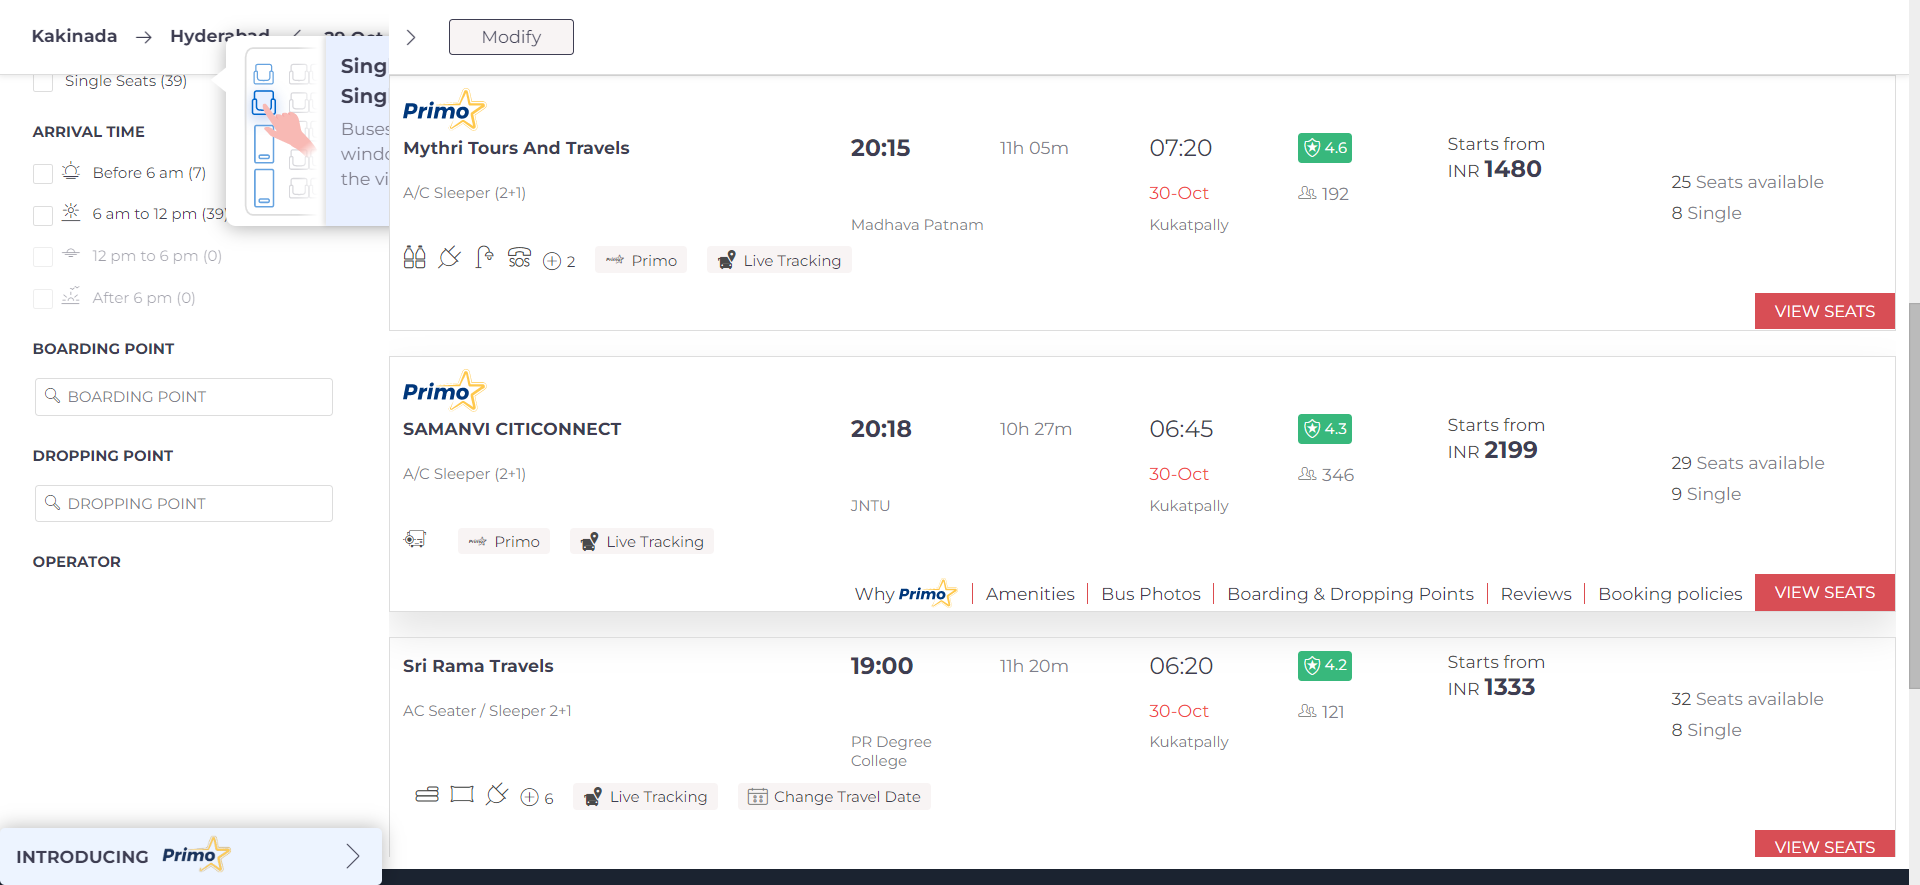 Kakinada → Hyderabad
Modify
Single Seats (39)
Sing
Sing
Buses
windo
the vi
ARRIVAL TIME
Before 6 am (7)
6 am to 12 pm (39)
12 pm to 6 pm (0)
After 6 pm (0)
BOARDING POINT
BOARDING POINT
DROPPING POINT
DROPPING POINT
OPERATOR
INTRODUCING Primo
Primo
Mythri Tours And Travels 20:15 11h 05m 07:20 4.6 Starts from
INR 1480
25 Seats available
A/C Sleeper (2+1) 30-Oct 192
8 Single
Madhava Patnam Kukatpally
SOS 2 Primo Live Tracking
VIEW SEATS
Primo
SAMANVI CITICONNECT 20:18 10h 27m 06:45 4.3 Starts from
INR 2199
29 Seats available
A/C Sleeper (2+1) 30-Oct 346
9 Single
JNTU Kukatpally
Primo Live Tracking
Why Primo | Amenities | Bus Photos | Boarding & Dropping Points | Reviews | Booking policies VIEW SEATS
Sri Rama Travels 19:00 11h 20m 06:20 4.2 Starts from
INR 1333
32 Seats available
AC Seater / Sleeper 2+1 30-Oct 121
8 Single
PR Degree Kukatpally
College
6 Live Tracking Change Travel Date
VIEW SEATS